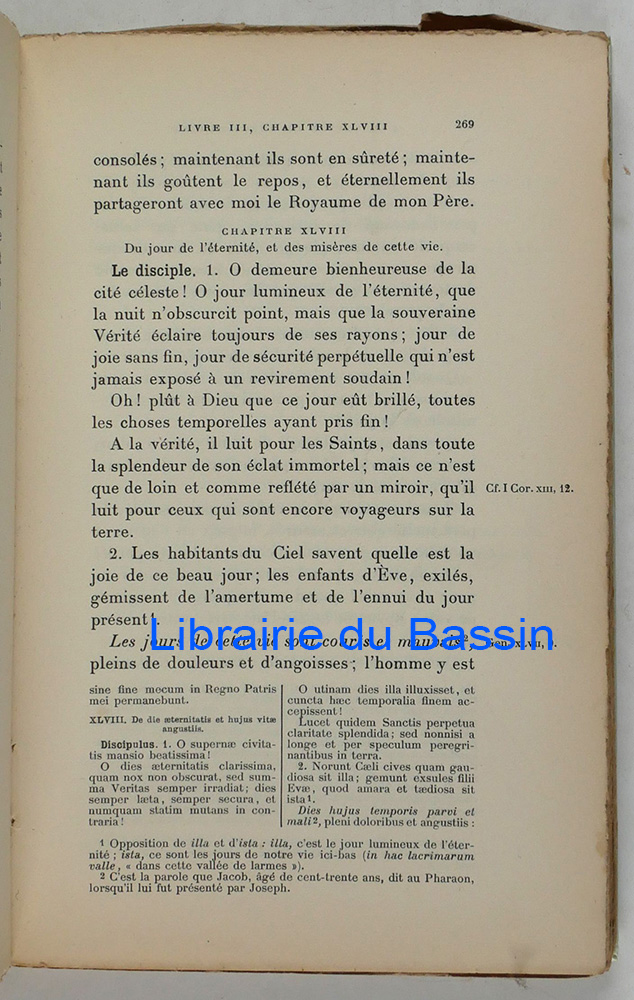 LIVRE III, CHAPITRE XLVIII 269
consolés ; maintenant ils sont en sûreté ; mainte-
nant ils goûtent le repos, et éternellement ils
partageront avec moi le Royaume de mon Père.
CHAPITRE XLVIII
Du jour de l'éternité, et des misères de cette vie.
Le disciple. 1. O demeure bienheureuse de la
cité céleste ! O jour lumineux de l'éternité, que
la nuit n'obscurcit point, mais que la souveraine
Vérité éclaire toujours de ses rayons ; jour de
joie sans fin, jour de sécurité perpétuelle qui n'est
jamais exposé à un revirement soudain !
Oh ! plût à Dieu que ce jour eût brillé, toutes
les choses temporelles ayant pris fin !
A la vérité, il luit pour les Saints, dans toute
la splendeur de son éclat immortel ; mais ce n'est
que de loin et comme reflété par un miroir, qu'il Cf. I Cor. XIII, 12.
luit pour ceux qui sont encore voyageurs sur la
terre.
2. Les habitants du Ciel savent quelle est la
joie de ce beau jour ; les enfants d'Ève, exilés,
gémissent de l'amertume et de l'ennui du jour
présent 1.
Librairie du Bassin
Les jours de cette vie sont courts et mauvais 2,
pleins de douleurs et d'angoisses ; l'homme y est
sine fine mecum in Regno Patris
mei permanebunt.
XLVIII. De die æternitatis et hujus vitæ
angustiis.
Discipulus. 1. O supernæ civita-
tis mansio beatissima !
O dies æternitatis clarissima,
quam nox non obscurat, sed sum-
ma Veritas semper irradiat ; dies
semper læta, semper secura, et
numquam statim mutans in con-
traria !
O utinam dies illa illuxisset, et
cuncta hæc temporalia finem ac-
cepissent !
Lucet quidem Sanctis perpetua
claritate splendida ; sed nonnisi a
longe et per speculum peregri-
nantibus in terra.
2. Norunt Cæli cives quam gau-
diosa sit illa ; gemunt exsules filii
Evæ, quod amara et tædiosa sit
ista 1.
Dies hujus temporis parvi et
mali 2, pleni doloribus et angustiis :
1 Opposition de illa et d'ista : illa, c'est le jour lumineux de l'éter-
nité ; ista, ce sont les jours de notre vie ici-bas (in hac lacrimarum
valle, « dans cette vallée de larmes »).
2 C'est la parole que Jacob, âgé de cent-trente ans, dit au Pharaon,
lorsqu'il lui fut présenté par Joseph.